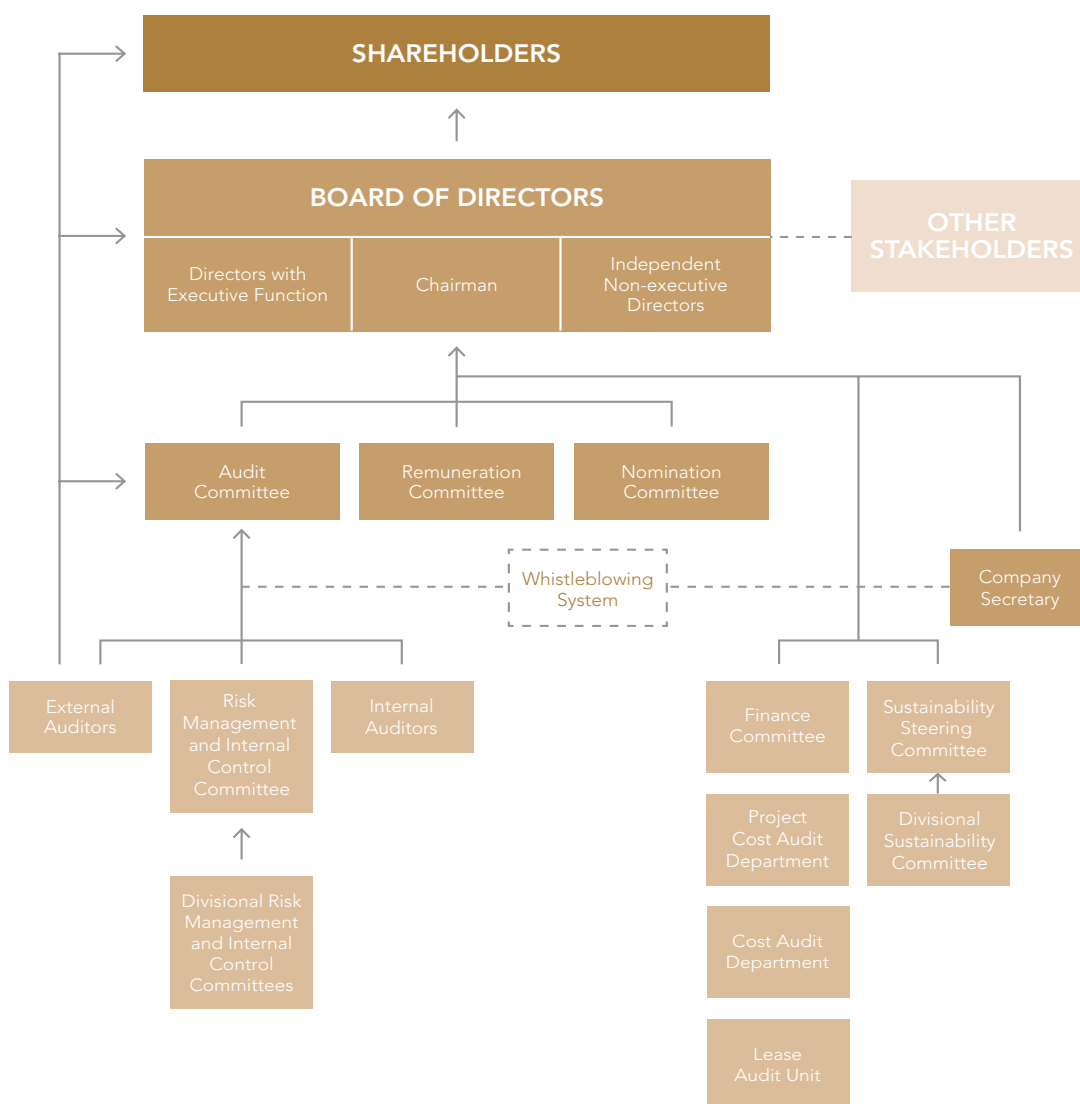 SHAREHOLDERS
BOARD OF DIRECTORS
Directors with
Executive Function
Chairman
Independent
Non-executive
Directors
OTHER
STAKEHOLDERS
Audit
Committee
Remuneration
Committee
Nomination
Committee
Whistleblowing
System
Company
Secretary
External
Auditors
Risk
Management
and Internal
Control
Committee
Internal
Auditors
Finance
Committee
Sustainability
Steering
Committee
Project
Cost Audit
Department
Divisional
Sustainability
Committee
Divisional Risk
Management
and Internal
Control
Committees
Cost Audit
Department
Lease
Audit Unit